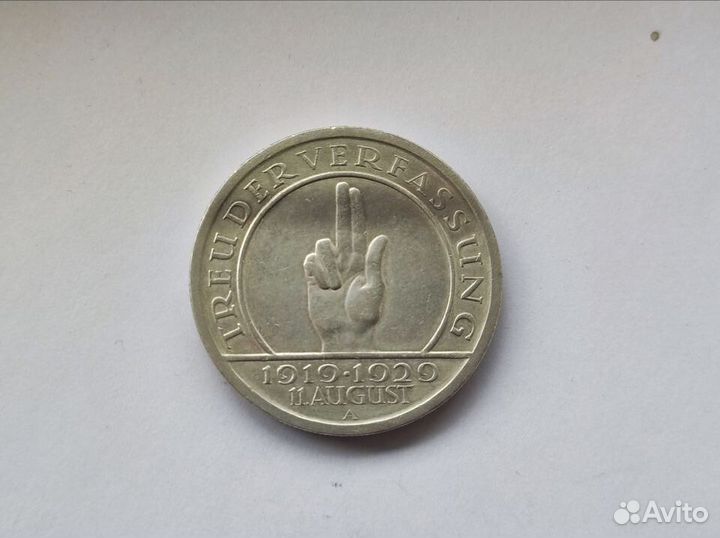 TREU DER VERFASSUNG
1919·1929
11. AUGUST
A
Avito